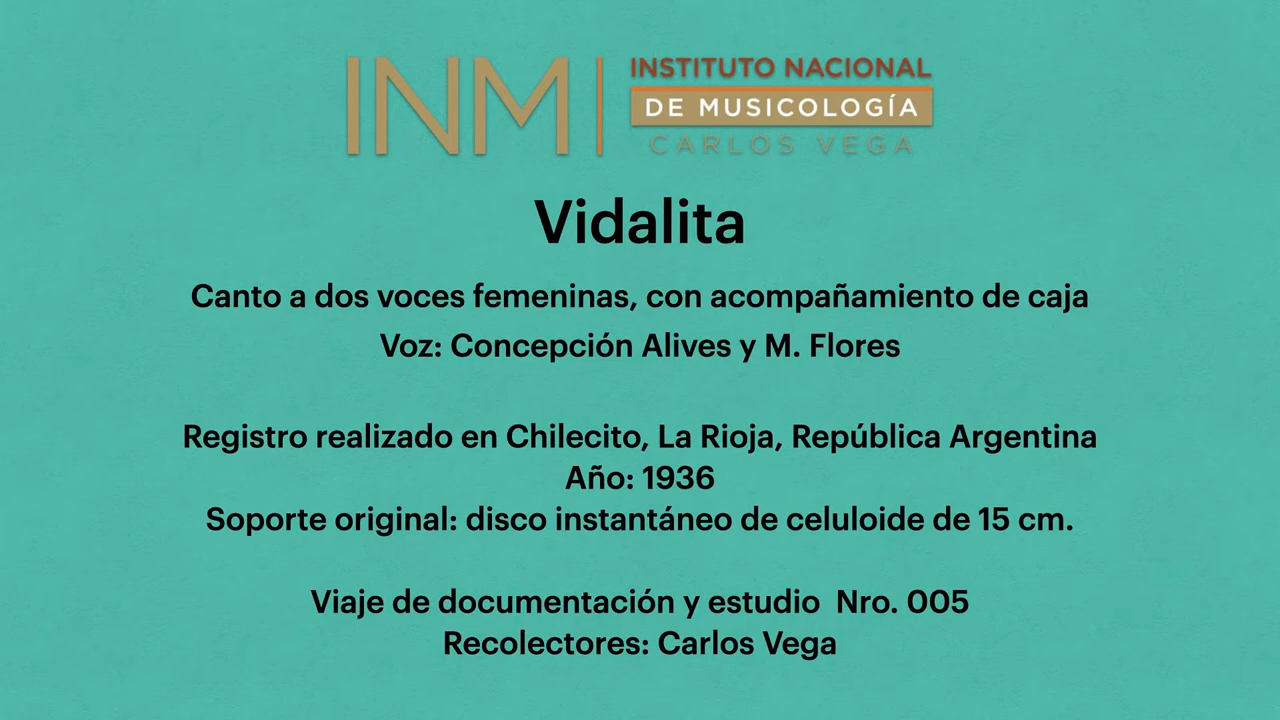 INM
INSTITUTO NACIONAL
DE MUSICOLOGÍA
CARLOS VEGA
Vidalita
Canto a dos voces femeninas, con acompañamiento de caja
Voz: Concepción Alives y M. Flores
Registro realizado en Chilecito, La Rioja, República Argentina
Año: 1936
Soporte original: disco instantáneo de celuloide de 15 cm.
Viaje de documentación y estudio  Nro. 005
Recolectores: Carlos Vega